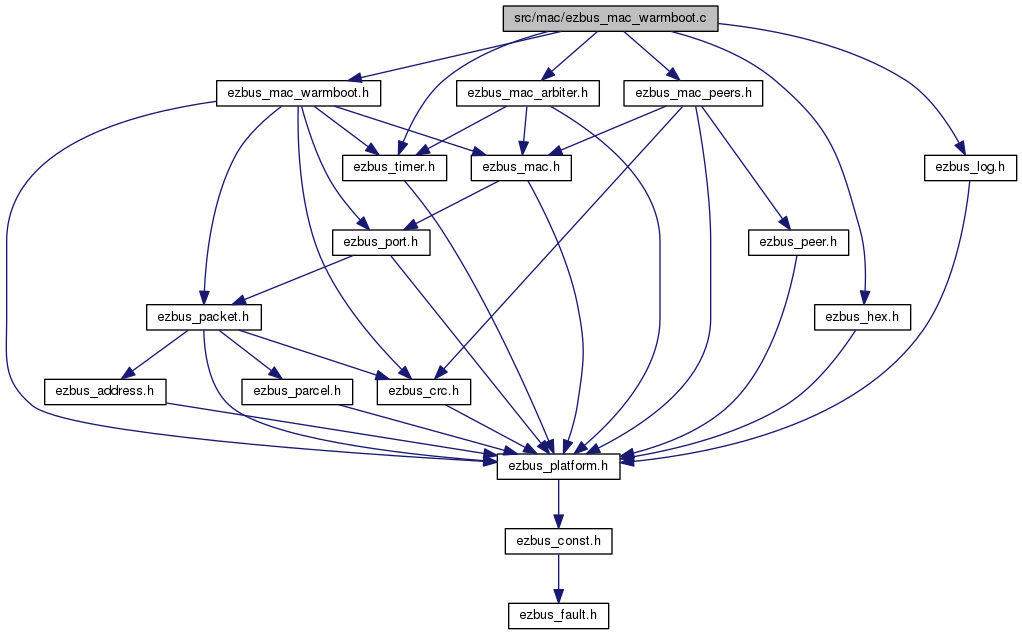 src/mac/ezbus_mac_warmboot.c
ezbus_mac_warmboot.h
ezbus_mac_arbiter.h
ezbus_mac_peers.h
ezbus_timer.h
ezbus_mac.h
ezbus_log.h
ezbus_port.h
ezbus_peer.h
ezbus_packet.h
ezbus_hex.h
ezbus_address.h
ezbus_parcel.h
ezbus_crc.h
ezbus_platform.h
ezbus_const.h
ezbus_fault.h